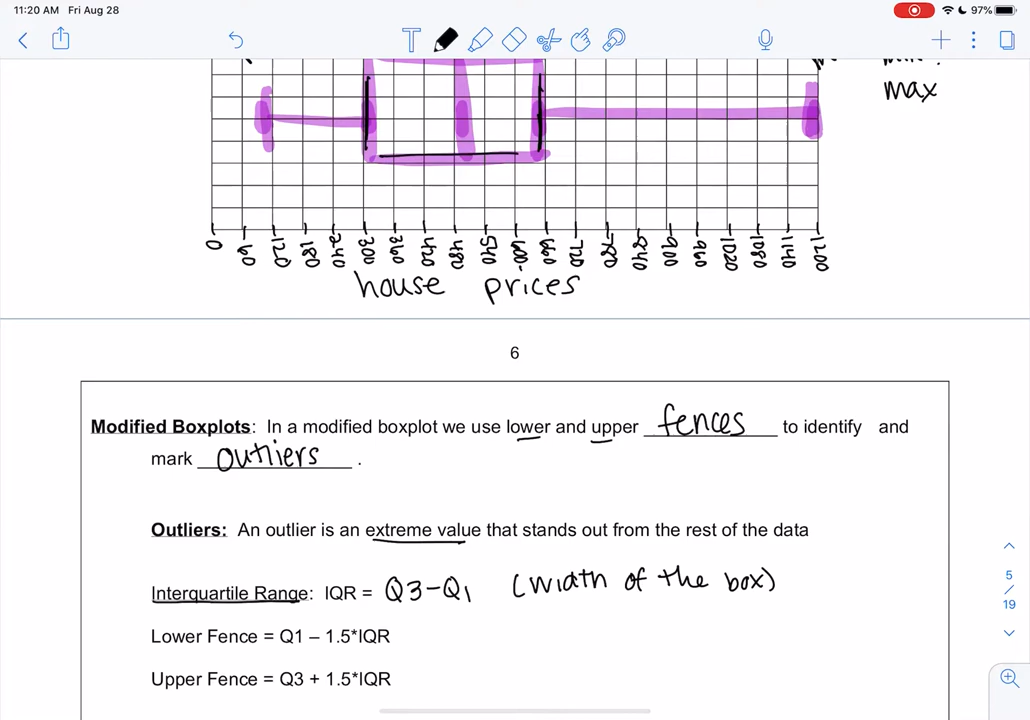 11:20 AM Fri Aug 28 97%
max
0 60 120 180 240 300 360 420 480 540 600 660 720 780 840 900 960 1020 1080 1140 1200
house prices
6
Modified Boxplots: In a modified boxplot we use lower and upper fences to identify and
mark outliers .
Outliers: An outlier is an extreme value that stands out from the rest of the data
Interquartile Range: IQR = Q3-Q1 (width of the box)
5
/
19
Lower Fence = Q1 – 1.5*IQR
Upper Fence = Q3 + 1.5*IQR